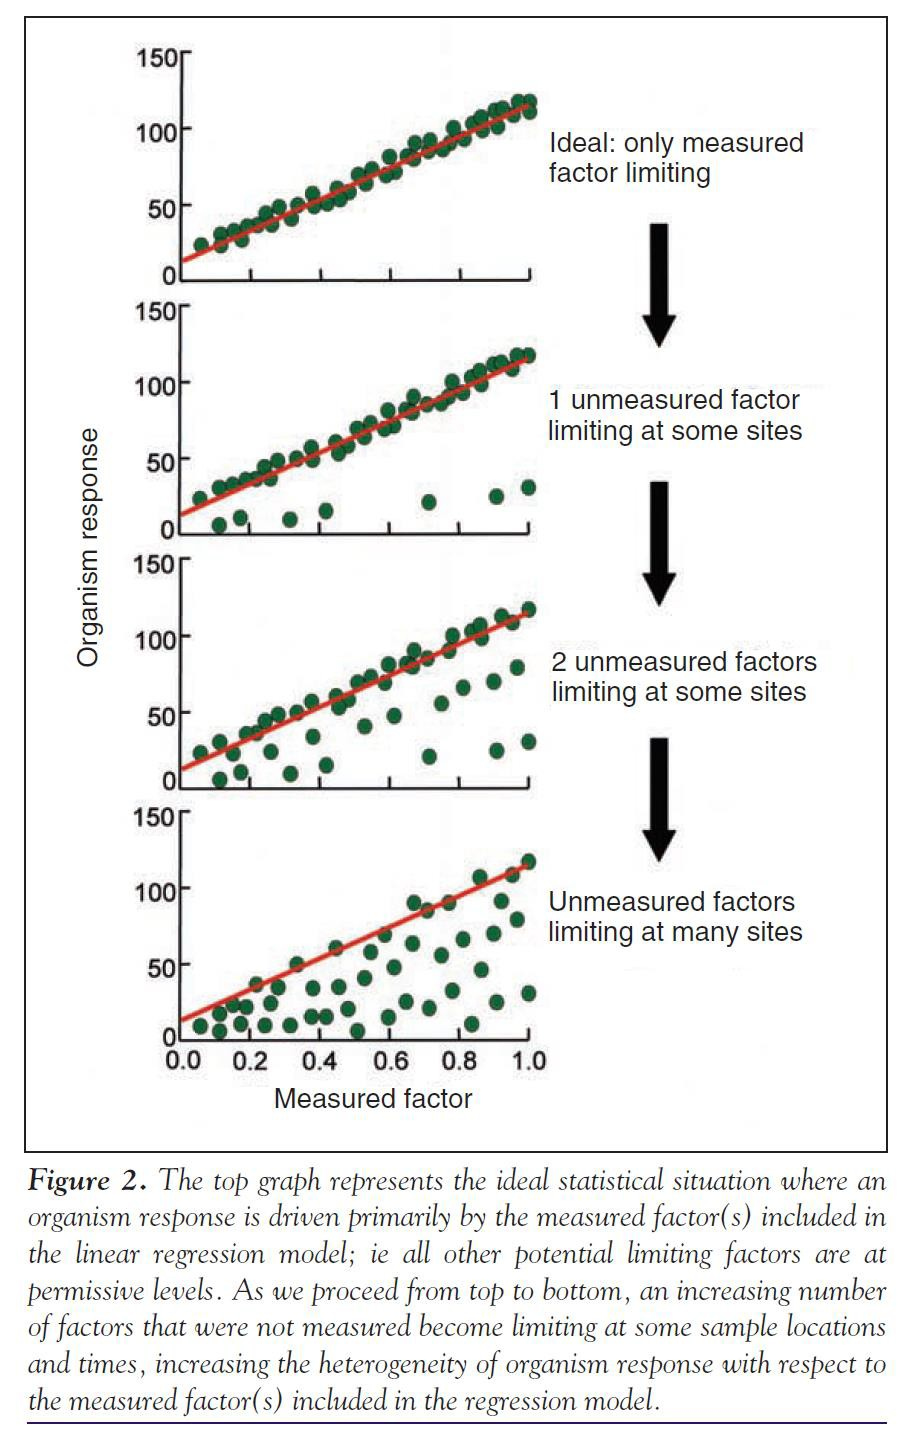 150
100
50
0
Ideal: only measured
factor limiting
150
100
50
0
1 unmeasured factor
limiting at some sites
Organism response
150
100
50
0
2 unmeasured factors
limiting at some sites
150
100
50
0
Unmeasured factors
limiting at many sites
0.0 0.2 0.4 0.6 0.8 1.0
Measured factor
Figure 2. The top graph represents the ideal statistical situation where an
organism response is driven primarily by the measured factor(s) included in
the linear regression model; ie all other potential limiting factors are at
permissive levels. As we proceed from top to bottom, an increasing number
of factors that were not measured become limiting at some sample locations
and times, increasing the heterogeneity of organism response with respect to
the measured factor(s) included in the regression model.